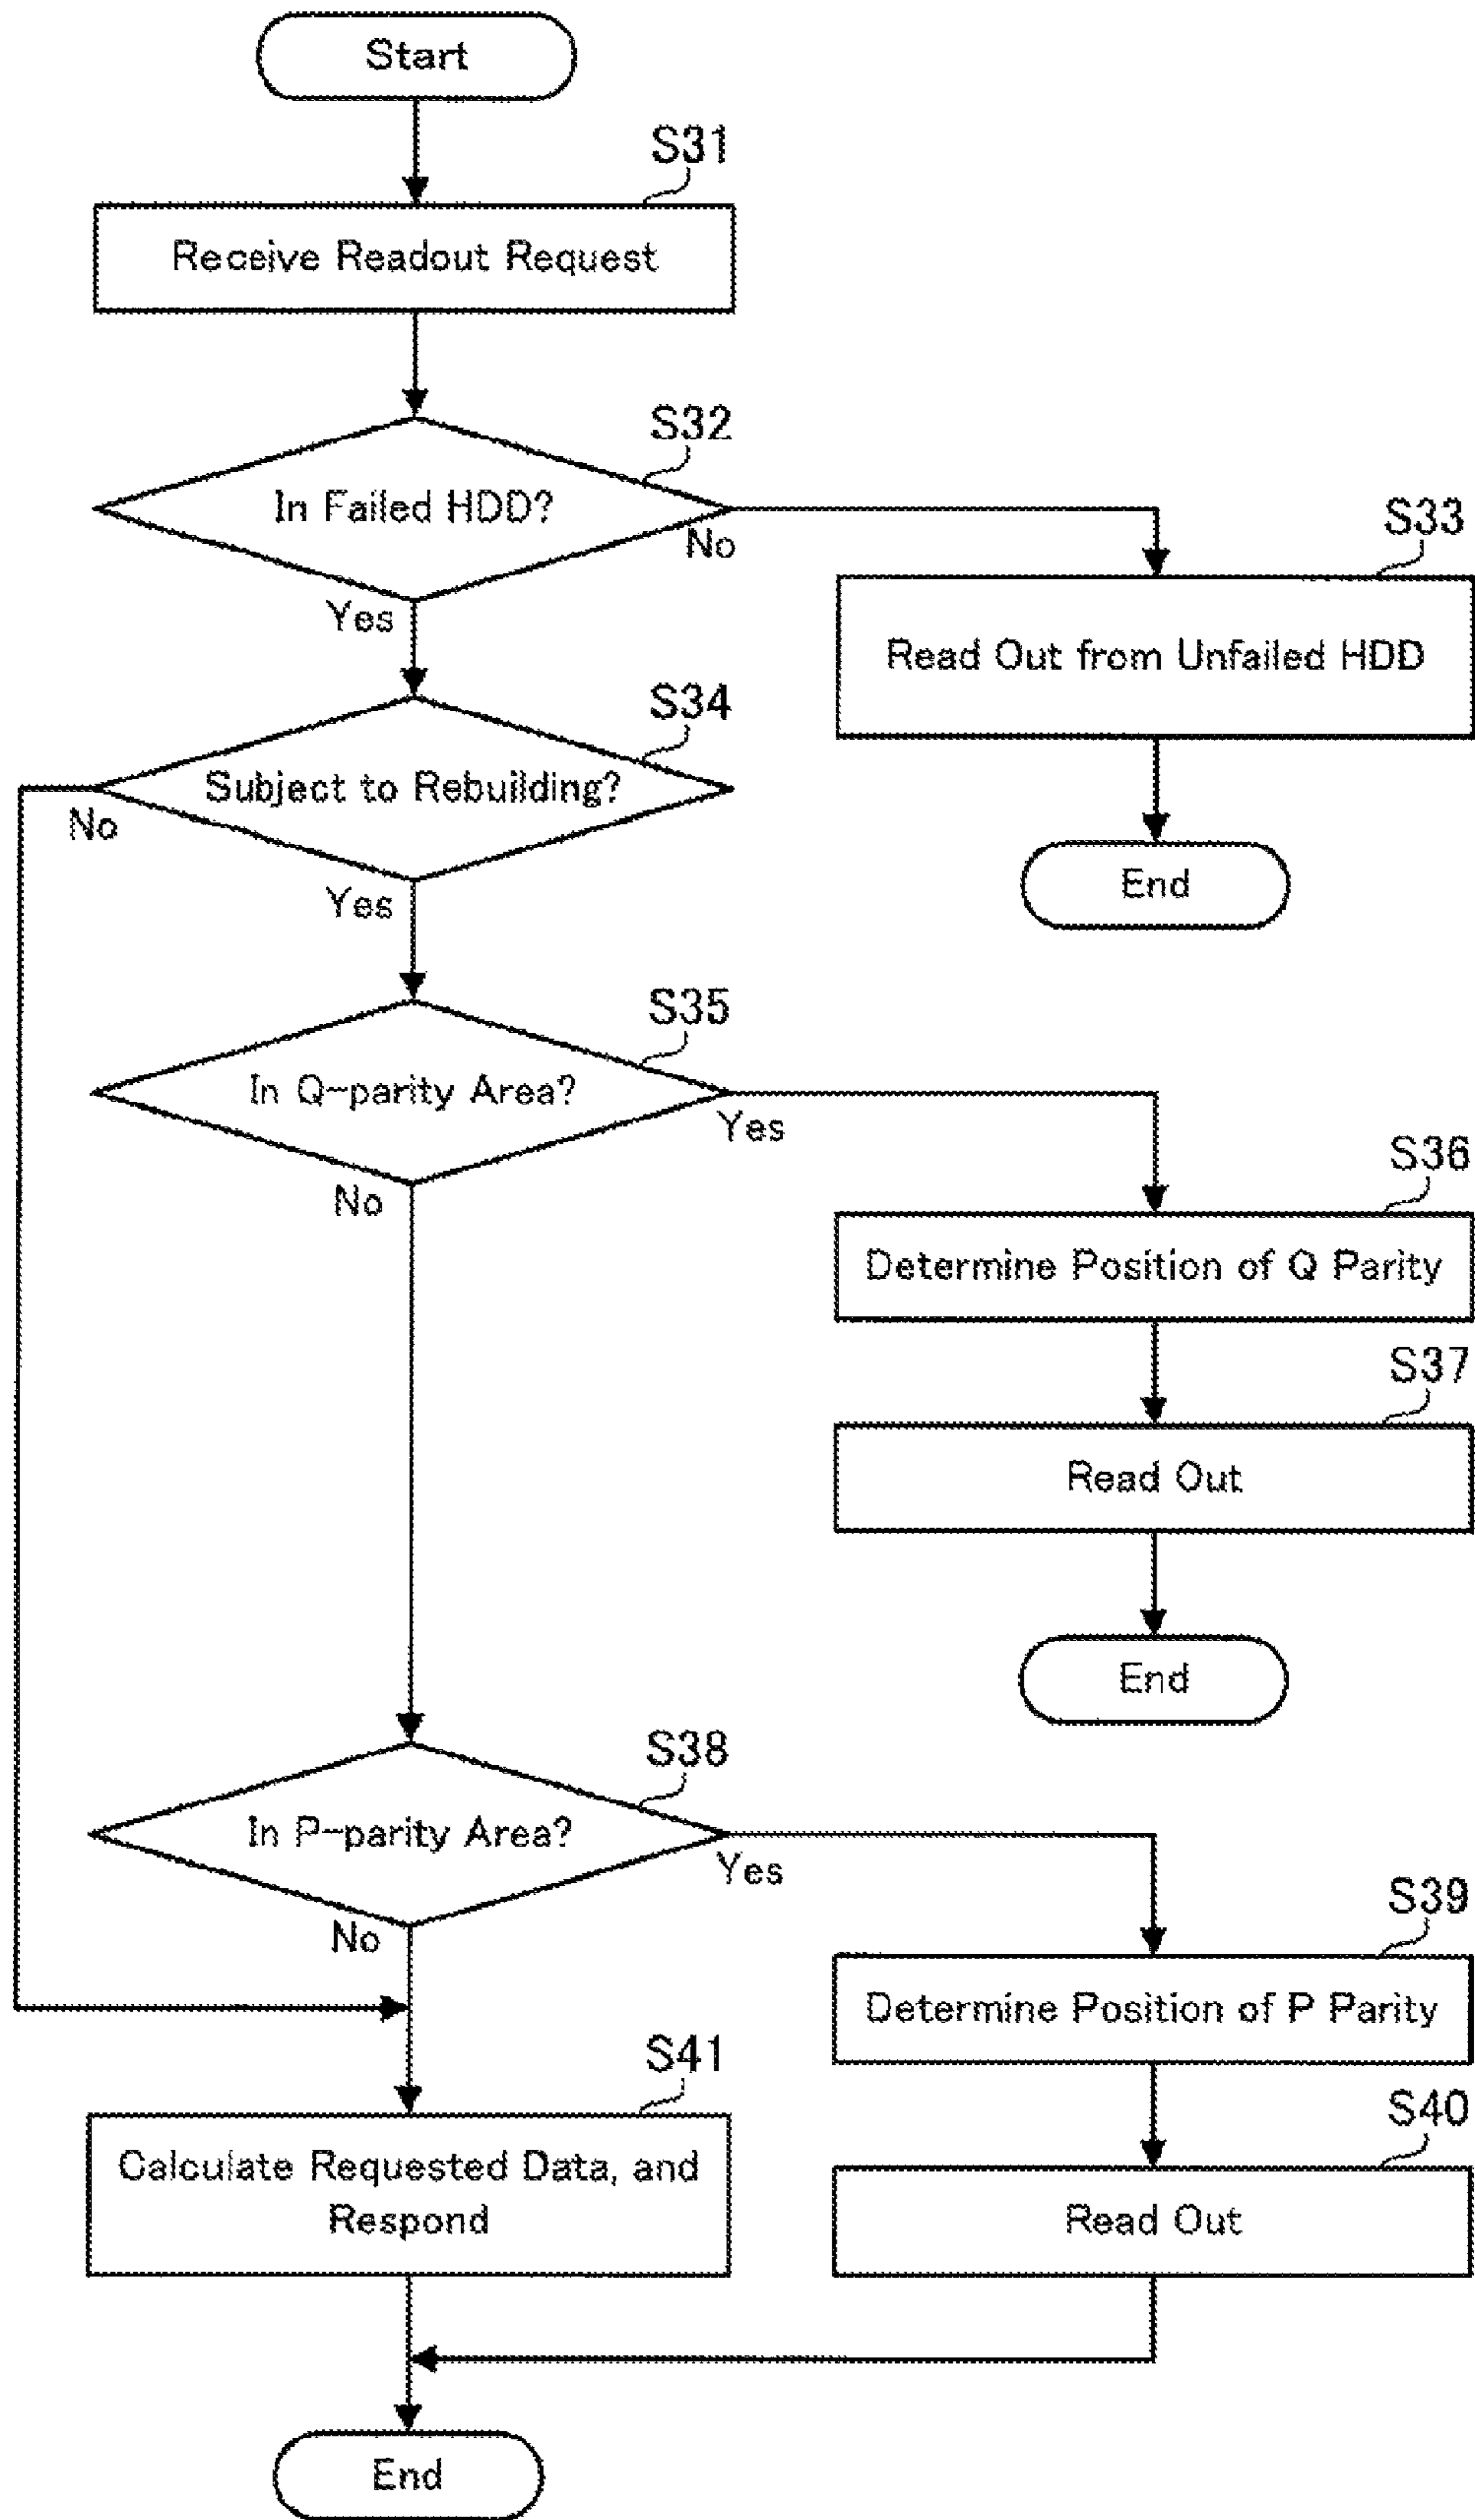 Start
S31
Receive Readout Request
S32
In Failed HDD?
No
Yes
S33
Read Out from Unfailed HDD
End
S34
Subject to Rebuilding?
No
Yes
S35
In Q-parity Area?
Yes
No
S36
Determine Position of Q Parity
S37
Read Out
End
S38
In P-parity Area?
Yes
No
S39
Determine Position of P Parity
S40
Read Out
S41
Calculate Requested Data, and
Respond
End